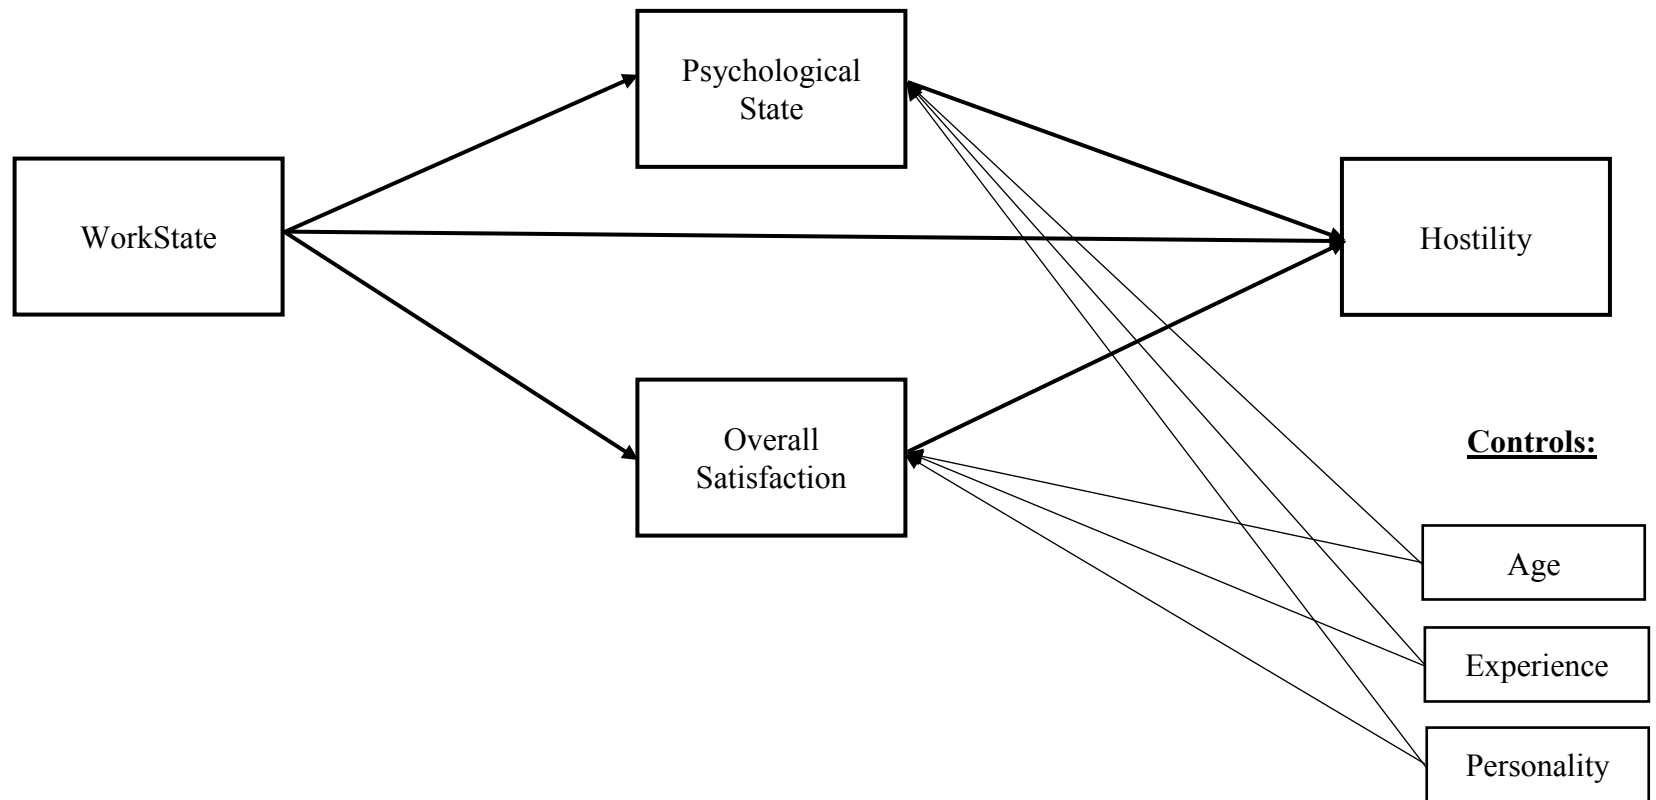 Psychological
State
WorkState
Hostility
Overall
Satisfaction
Controls:
Age
Experience
Personality